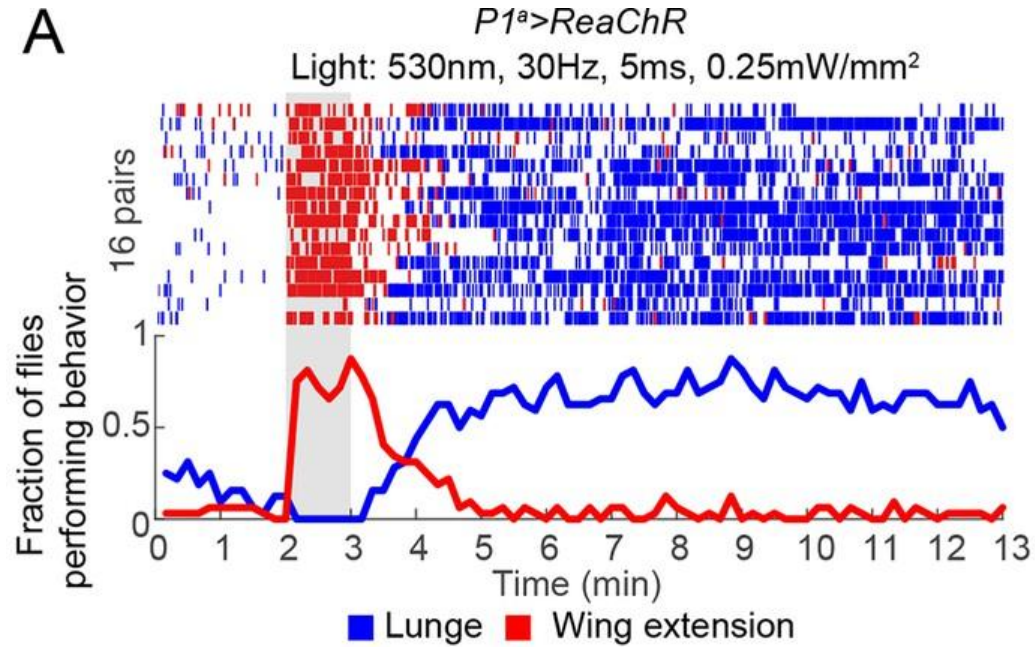 A
P1ᵃ>ReaChR
Light: 530nm, 30Hz, 5ms, 0.25mW/mm²
16 pairs
Fraction of flies
performing behavior
1
0.5
0
0 1 2 3 4 5 6 7 8 9 10 11 12 13
Time (min)
Lunge Wing extension